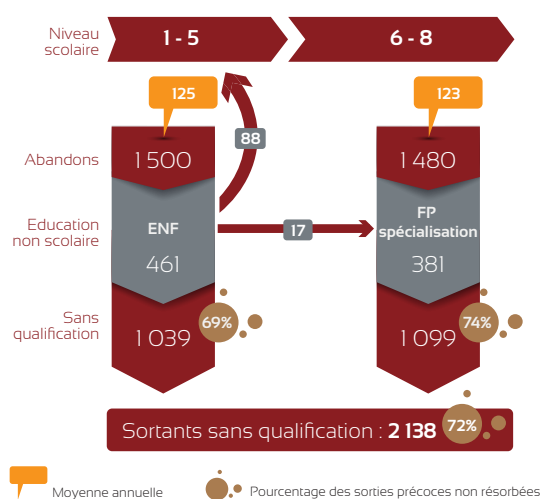 Niveau
scolaire
1 - 5
6 - 8
125
123
88
Abandons
1 500
1 480
Education
non scolaire
ENF
461
17
FP
spécialisation
381
Sans
qualification
1 039
69%
1 099
74%
Sortants sans qualification : 2 138
72%
Moyenne annuelle
Pourcentage des sorties précoces non résorbées